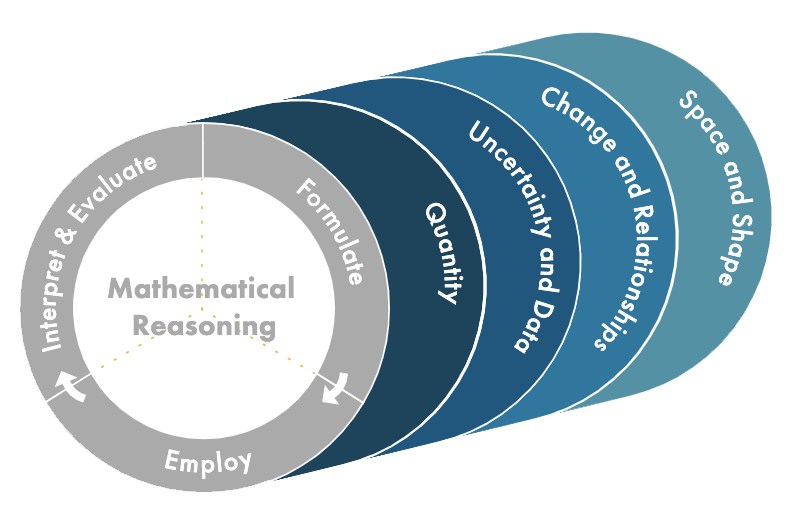 Mathematical
Reasoning
Interpret & Evaluate
Formulate
Employ
Quantity
Uncertainty and Data
Change and Relationships
Space and Shape